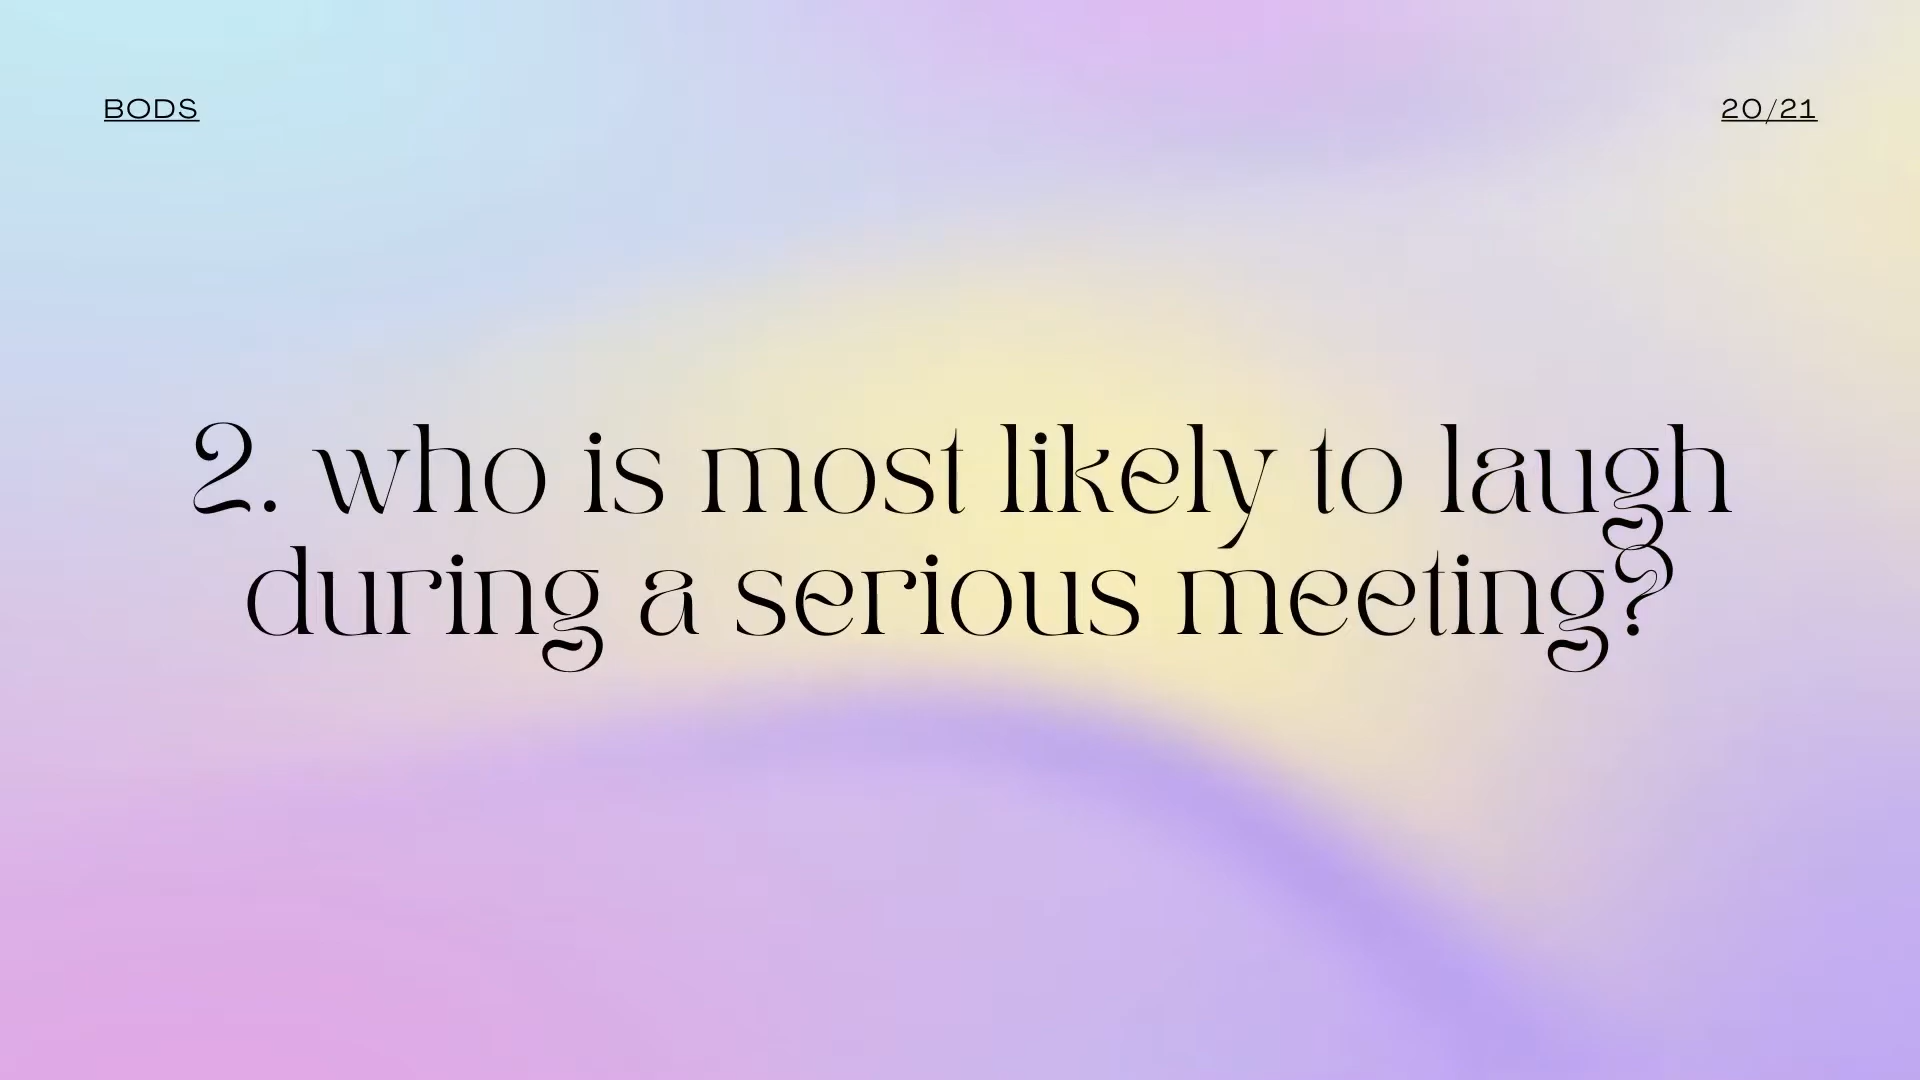 BODS
20/21
2. who is most likely to laugh
during a serious meeting?